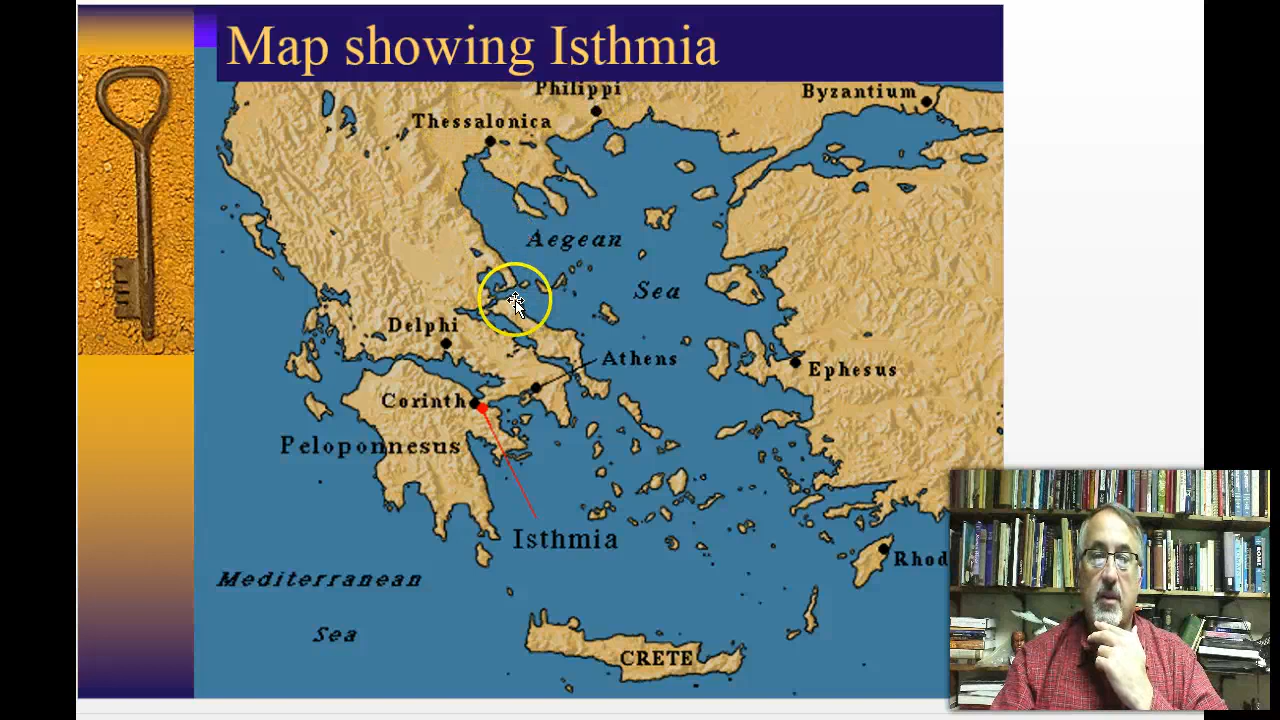 Map showing Isthmia
Philippi
Byzantium
Thessalonica
Aegean
Sea
Delphi
Athens
Ephesus
Corinth
Peloponnesus
Isthmia
Rhod
Mediterranean
Sea
CRETE